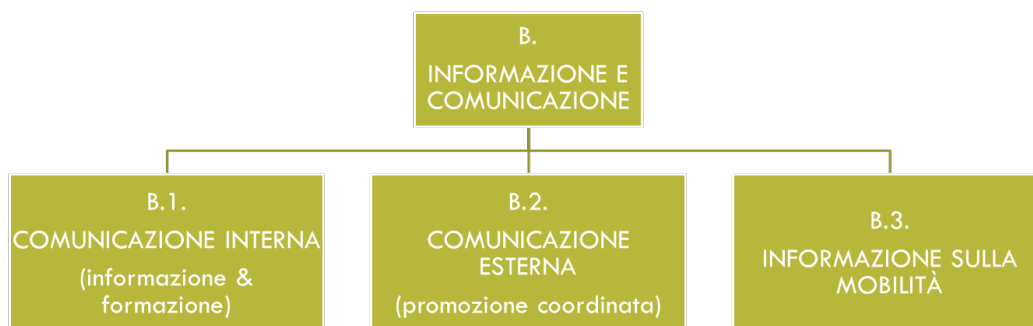 B.
INFORMAZIONE E
COMUNICAZIONE
B.1.
COMUNICAZIONE INTERNA
(informazione &
formazione)
B.2.
COMUNICAZIONE
ESTERNA
(promozione coordinata)
B.3.
INFORMAZIONE SULLA
MOBILITÀ